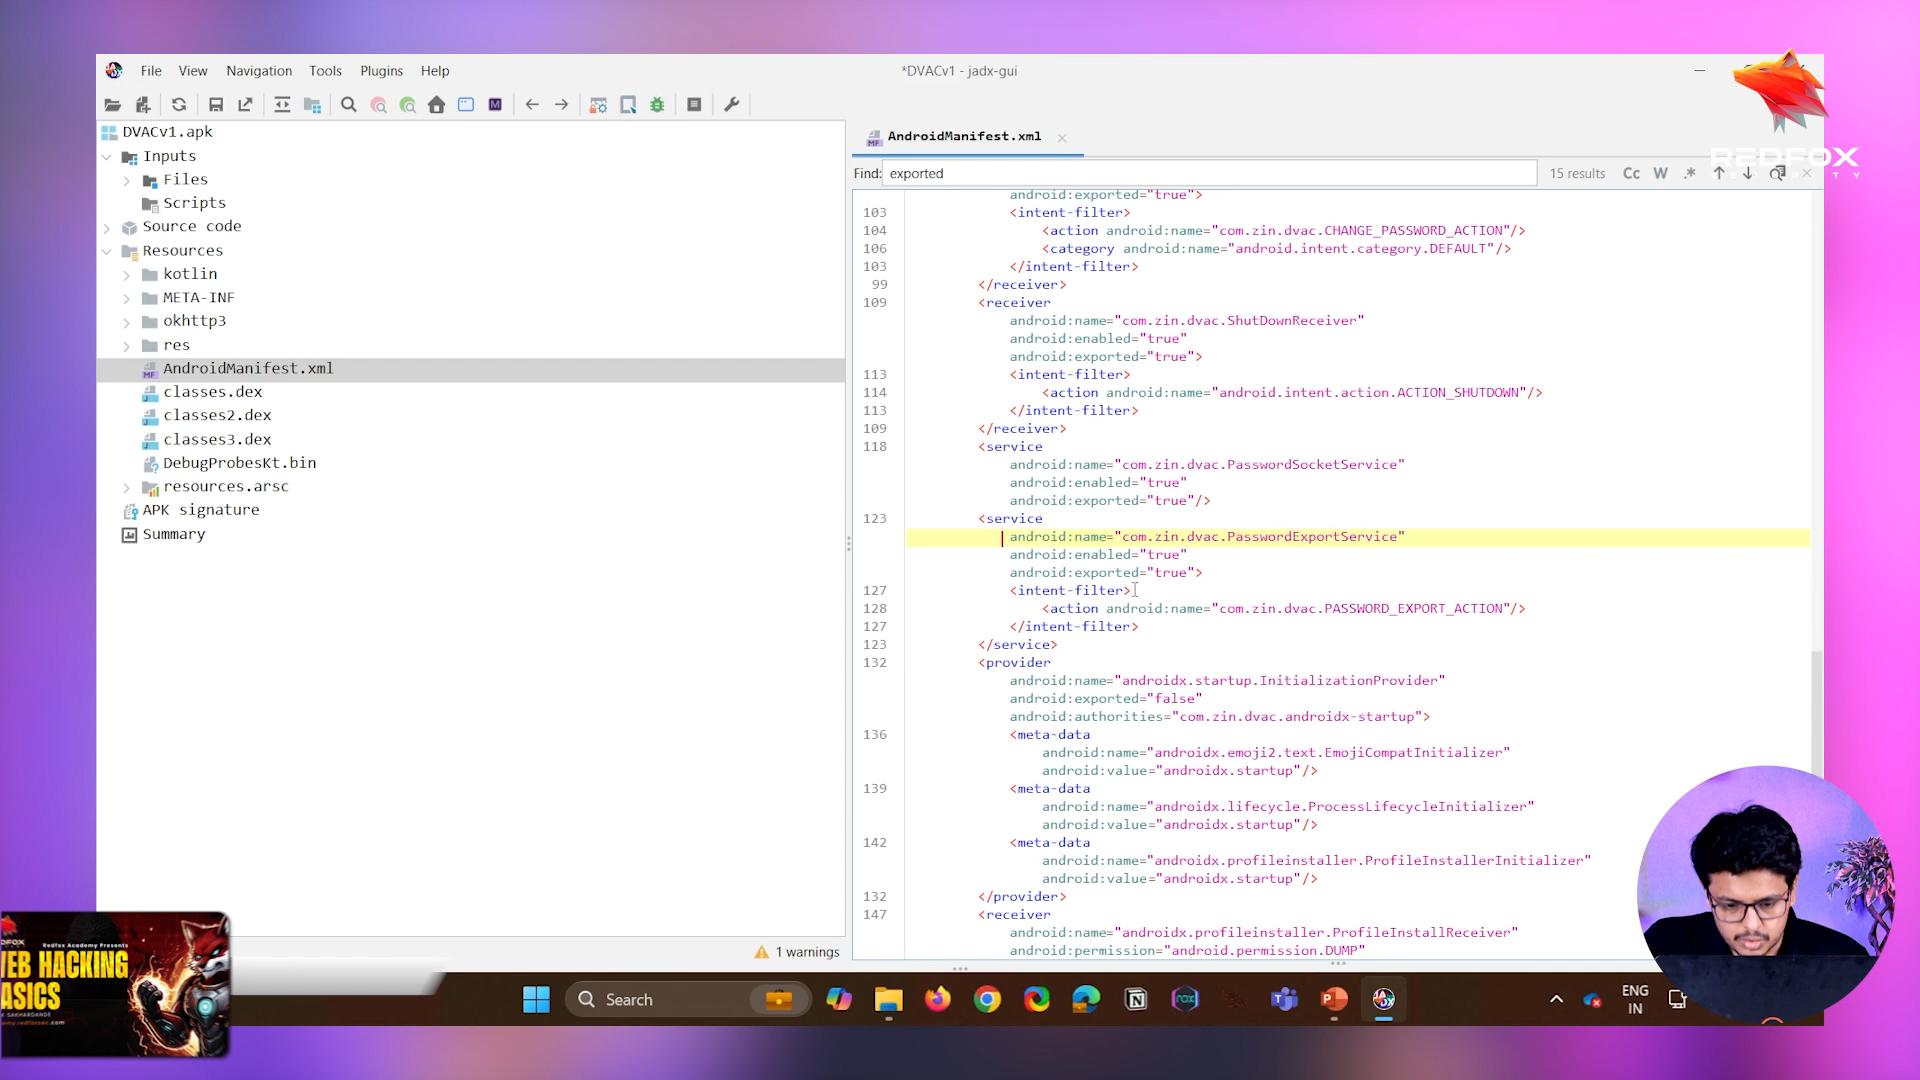 File View Navigation Tools Plugins Help
*DVACv1 - jadx-gui
REDFOX
DVACv1.apk
Inputs
Files
Scripts
Source code
Resources
kotlin
META-INF
okhttp3
res
AndroidManifest.xml
classes.dex
classes2.dex
classes3.dex
DebugProbesKt.bin
resources.arsc
APK signature
Summary
1 warnings
AndroidManifest.xml
Find: exported 15 results Cc W .*
android:exported="true">
103 <intent-filter>
104 <action android:name="com.zin.dvac.CHANGE_PASSWORD_ACTION"/>
106 <category android:name="android.intent.category.DEFAULT"/>
103 </intent-filter>
99 </receiver>
109 <receiver
android:name="com.zin.dvac.ShutDownReceiver"
android:enabled="true"
android:exported="true">
113 <intent-filter>
114 <action android:name="android.intent.action.ACTION_SHUTDOWN"/>
113 </intent-filter>
109 </receiver>
118 <service
android:name="com.zin.dvac.PasswordSocketService"
android:enabled="true"
android:exported="true"/>
123 <service
android:name="com.zin.dvac.PasswordExportService"
android:enabled="true"
android:exported="true">
127 <intent-filter>
128 <action android:name="com.zin.dvac.PASSWORD_EXPORT_ACTION"/>
127 </intent-filter>
123 </service>
132 <provider
android:name="androidx.startup.InitializationProvider"
android:exported="false"
android:authorities="com.zin.dvac.androidx-startup">
136 <meta-data
android:name="androidx.emoji2.text.EmojiCompatInitializer"
android:value="androidx.startup"/>
139 <meta-data
android:name="androidx.lifecycle.ProcessLifecycleInitializer"
android:value="androidx.startup"/>
142 <meta-data
android:name="androidx.profileinstaller.ProfileInstallerInitializer"
android:value="androidx.startup"/>
132 </provider>
147 <receiver
android:name="androidx.profileinstaller.ProfileInstallReceiver"
android:permission="android.permission.DUMP"
Redfox Academy Presents
EB HACKING
ASICS
Search
ENG
IN